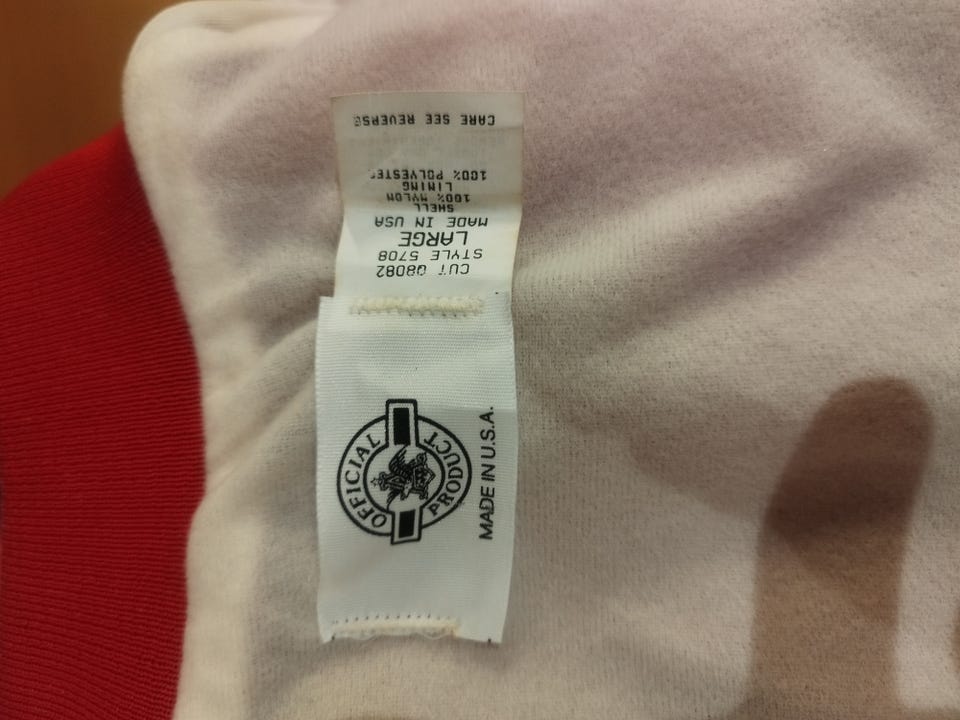 CUT 08082
STYLE 5708
LARGE
MADE IN USA
SHELL
100% NYLON
LINING
100% POLYESTER
CARE SEE REVERSE
OFFICIAL
PRODUCT
MADE IN U.S.A.